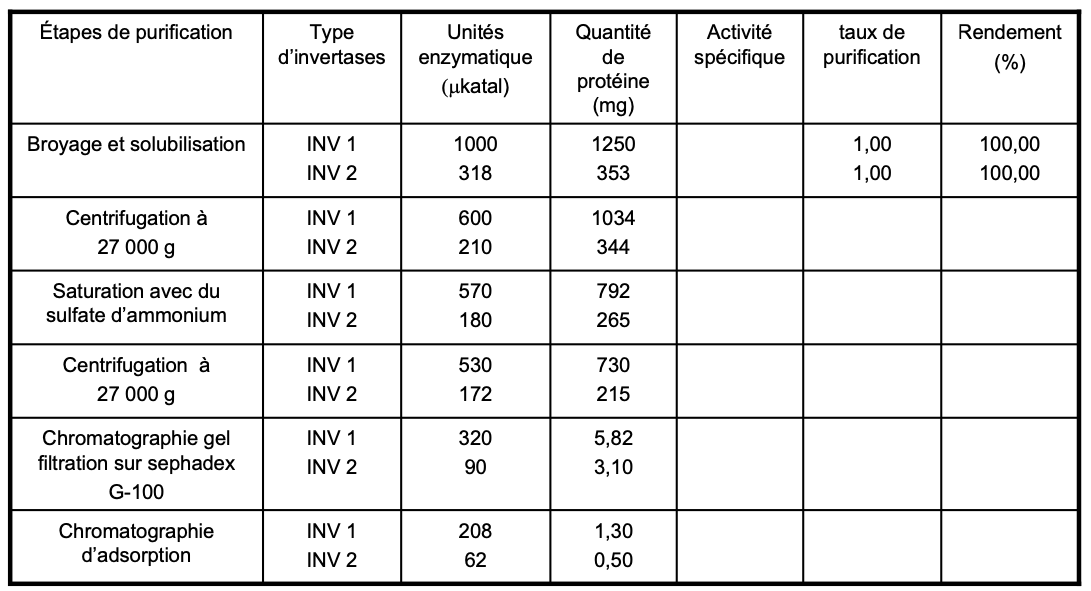 Étapes de purification
Type
d’invertases
Unités
enzymatique
(μkatal)
Quantité
de
protéine
(mg)
Activité
spécifique
taux de
purification
Rendement
(%)
Broyage et solubilisation
INV 1 1000 1250 1,00 100,00
INV 2 318 353 1,00 100,00
Centrifugation à
27 000 g
INV 1 600 1034
INV 2 210 344
Saturation avec du
sulfate d’ammonium
INV 1 570 792
INV 2 180 265
Centrifugation à
27 000 g
INV 1 530 730
INV 2 172 215
Chromatographie gel
filtration sur sephadex
G-100
INV 1 320 5,82
INV 2 90 3,10
Chromatographie
d’adsorption
INV 1 208 1,30
INV 2 62 0,50